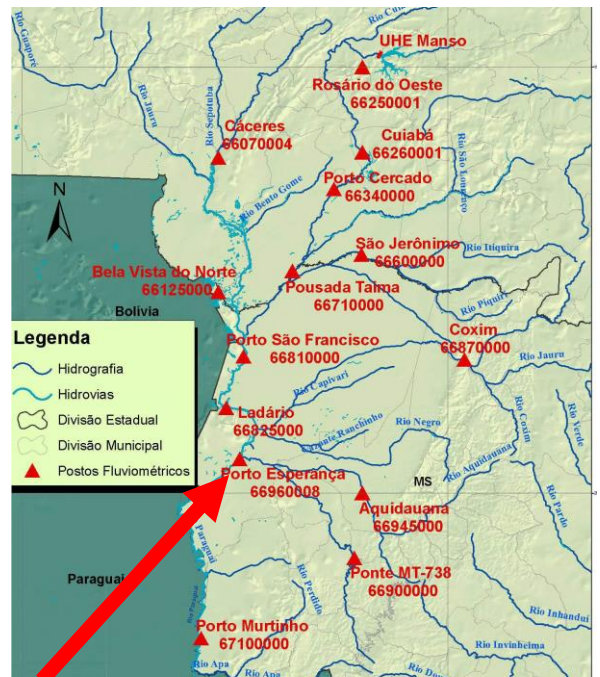 Rio Guaporé
Rio Jauru
Rio Sepotuba
UHE Manso
Rosário do Oeste
66250001
Cáceres
66070004
Cuiabá
66260001
Rio São Lourenço
N
Rio Bento Gome
Porto Cercado
66340000
São Jerônimo
66600000
Rio Itiquira
Bela Vista do Norte
66125000
Pousada Taima
66710000
Rio Piquiri
Bolivia
Legenda
Hidrografia
Hidrovias
Divisão Estadual
Divisão Municipal
Postos Fluviométricos
Porto São Francisco
66810000
Coxim
66870000
Rio Jauru
Rio Capivari
Ladário
66825000
Rio Negro
Rio Coxim
Rio Verde
Rio Aquidauana
Porto Esperança
66960008
MS
Aquidauana
66945000
Rio Pardo
Paraguai
Paraguai
Rio Perdido
Ponte MT-738
66900000
Rio Inhandui
Porto Murtinho
67100000
Rio Apa
Rio Apa
Rio Invinheima